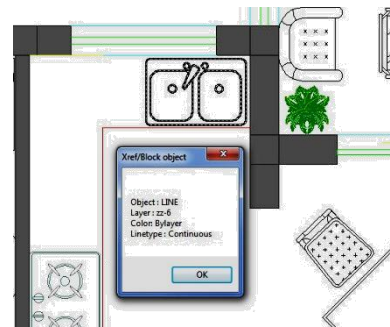 Xref/Block object
Object : LINE
Layer : zz-6
Color: Bylayer
Linetype : Continuous
OK